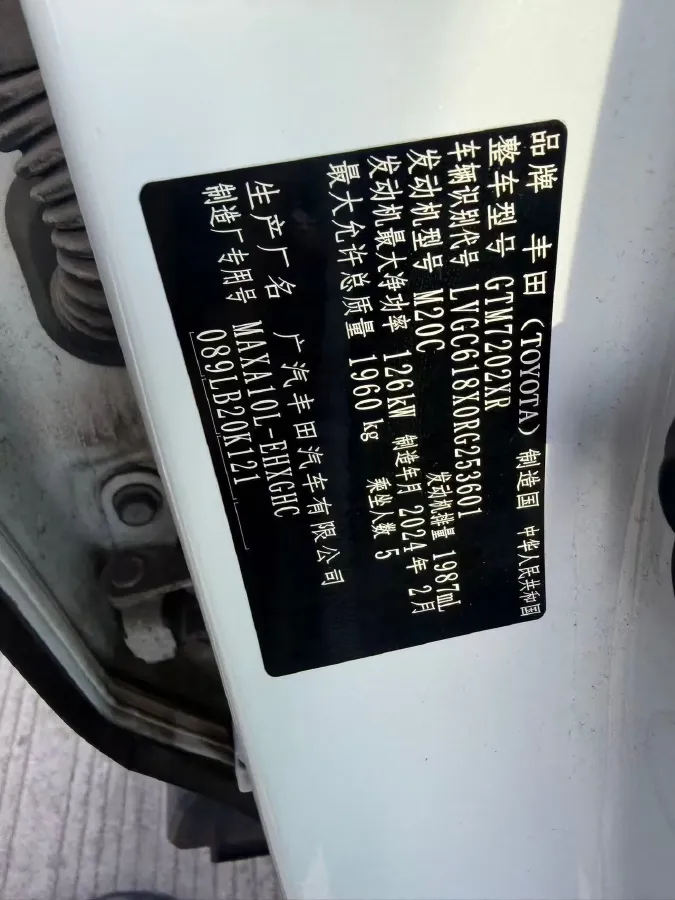 品牌 丰田（TOYOTA） 制造国 中华人民共和国
整车型号 GTM7202XR
车辆识别代号 LVGC618X0RG253601
发动机型号 M20C 发动机排量 1987mL
发动机最大净功率 126kW 制造年月 2024年 2月
最大允许总质量 1960kg 乘坐人数 5
生产厂名 广汽丰田汽车有限公司
制造厂专用号 MAXA10L-EHXGHC
089LB20K121